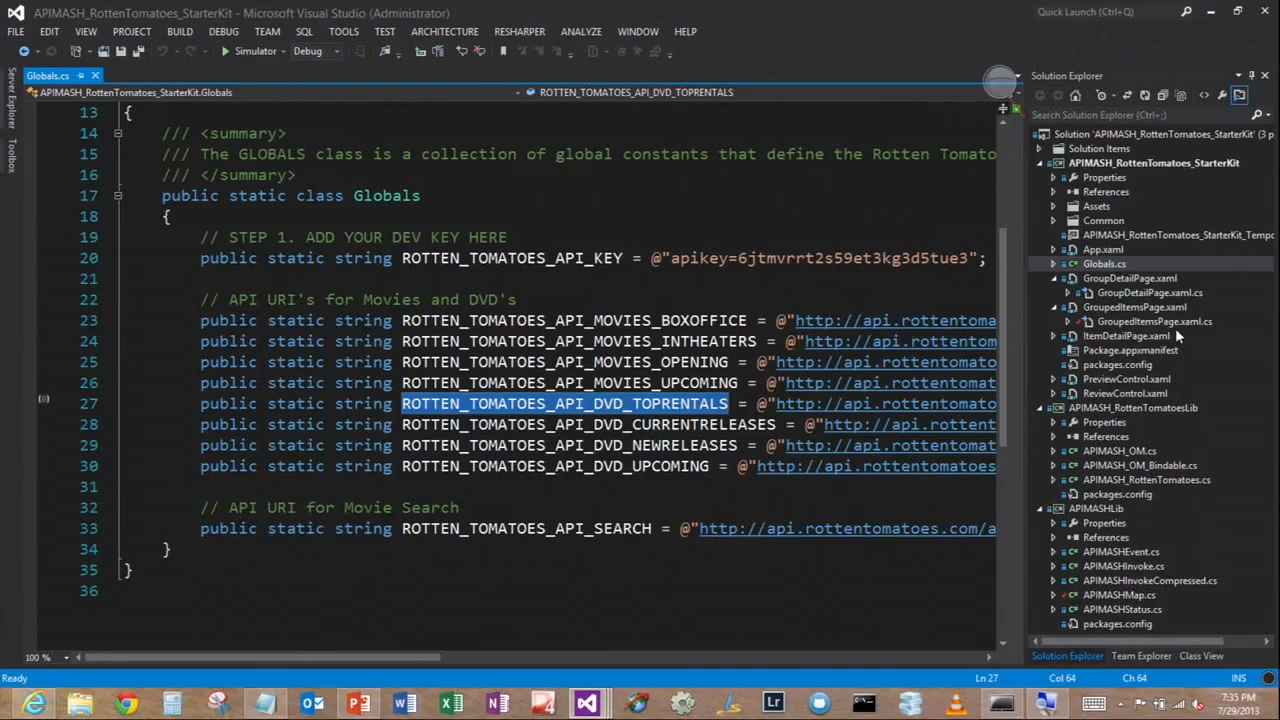 APIMASH_RottenTomatoes_StarterKit - Microsoft Visual Studio (Administrator)
Quick Launch (Ctrl+Q)
FILE EDIT VIEW PROJECT BUILD DEBUG TEAM SQL TOOLS TEST ARCHITECTURE RESHARPER ANALYZE WINDOW HELP
Simulator Debug
Server Explorer
Toolbox
Globals.cs
APIMASH_RottenTomatoes_StarterKit.Globals
ROTTEN_TOMATOES_API_DVD_TOPRENTALS
13 {
14 /// <summary>
15 /// The GLOBALS class is a collection of global constants that define the Rotten Tomato
16 /// </summary>
17 public static class Globals
18 {
19 // STEP 1. ADD YOUR DEV KEY HERE
20 public static string ROTTEN_TOMATOES_API_KEY = @"apikey=6jtmvrrt2s59et3kg3d5tue3";
21
22 // API URI's for Movies and DVD's
23 public static string ROTTEN_TOMATOES_API_MOVIES_BOXOFFICE = @"http://api.rottentoma
24 public static string ROTTEN_TOMATOES_API_MOVIES_INTHEATERS = @"http://api.rottentom
25 public static string ROTTEN_TOMATOES_API_MOVIES_OPENING = @"http://api.rottentomato
26 public static string ROTTEN_TOMATOES_API_MOVIES_UPCOMING = @"http://api.rottentomat
27 public static string ROTTEN_TOMATOES_API_DVD_TOPRENTALS = @"http://api.rottentomato
28 public static string ROTTEN_TOMATOES_API_DVD_CURRENTRELEASES = @"http://api.rottent
29 public static string ROTTEN_TOMATOES_API_DVD_NEWRELEASES = @"http://api.rottentomat
30 public static string ROTTEN_TOMATOES_API_DVD_UPCOMING = @"http://api.rottentomatoes
31
32 // API URI for Movie Search
33 public static string ROTTEN_TOMATOES_API_SEARCH = @"http://api.rottentomatoes.com/a
34 }
35 }
36
100 %
Solution Explorer
Search Solution Explorer (Ctrl+;)
Solution 'APIMASH_RottenTomatoes_StarterKit' (3 p
Solution Items
APIMASH_RottenTomatoes_StarterKit
Properties
References
Assets
Common
APIMASH_RottenTomatoes_StarterKit_Tempo
App.xaml
Globals.cs
GroupDetailPage.xaml
GroupDetailPage.xaml.cs
GroupedItemsPage.xaml
GroupedItemsPage.xaml.cs
ItemDetailPage.xaml
Package.appxmanifest
packages.config
PreviewControl.xaml
ReviewControl.xaml
APIMASH_RottenTomatoesLib
Properties
References
APIMASH_OM.cs
APIMASH_OM_Bindable.cs
APIMASH_RottenTomatoes.cs
packages.config
APIMASHLib
Properties
References
APIMASHEvent.cs
APIMASHInvoke.cs
APIMASHInvokeCompressed.cs
APIMASHMap.cs
APIMASHStatus.cs
packages.config
Solution Explorer Team Explorer Class View
Ready
Ln 27 Col 64 Ch 64 INS
Lr
7:35 PM
7/29/2013